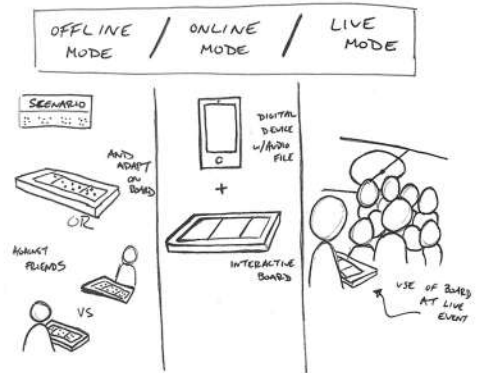 OFFLINE
MODE
/
ONLINE
MODE
/
LIVE
MODE
SCENARIO
AND
ADAPT
ON
BOARD
OR
AGAINST
FRIENDS
VS
DIGITAL
DEVICE
W/AUDIO
FILE
+
INTERACTIVE
BOARD
USE OF BOARD
AT LIVE
EVENT